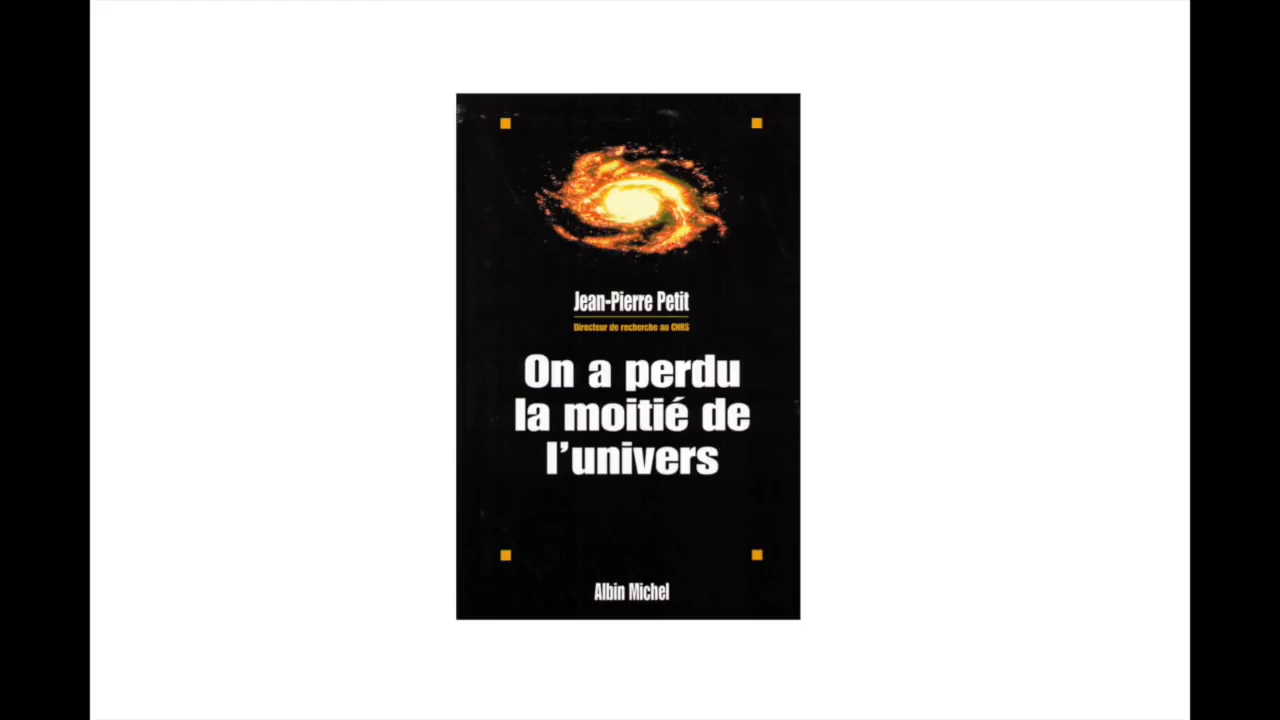 Jean-Pierre Petit
Directeur de recherche au CNRS
On a perdu
la moitié de
l'univers
Albin Michel